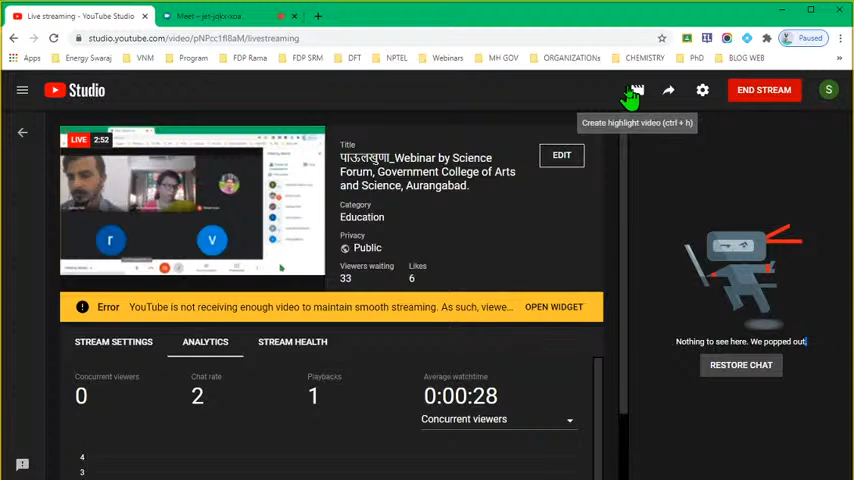 Live streaming - YouTube Studio
Meet – jet-jqkx-xoa
studio.youtube.com/video/pNPcc1fl8aM/livestreaming
Paused
Apps Energy Swaraj VNM Program FDP Rama FDP SRM DFT NPTEL Webinars MH GOV ORGANIZATIONs CHEMISTRY PhD BLOG WEB
Studio
END STREAM
S
Create highlight video (ctrl + h)
LIVE 2:52
r
v
Title
पाऊलखुणा_Webinar by Science
Forum, Government College of Arts
and Science, Aurangabad.
EDIT
Category
Education
Privacy
Public
Viewers waiting Likes
33 6
Error YouTube is not receiving enough video to maintain smooth streaming. As such, viewe... OPEN WIDGET
STREAM SETTINGS ANALYTICS STREAM HEALTH
Concurrent viewers Chat rate Playbacks Average watchtime
0 2 1 0:00:28
Concurrent viewers
4
3
Nothing to see here. We popped out.
RESTORE CHAT